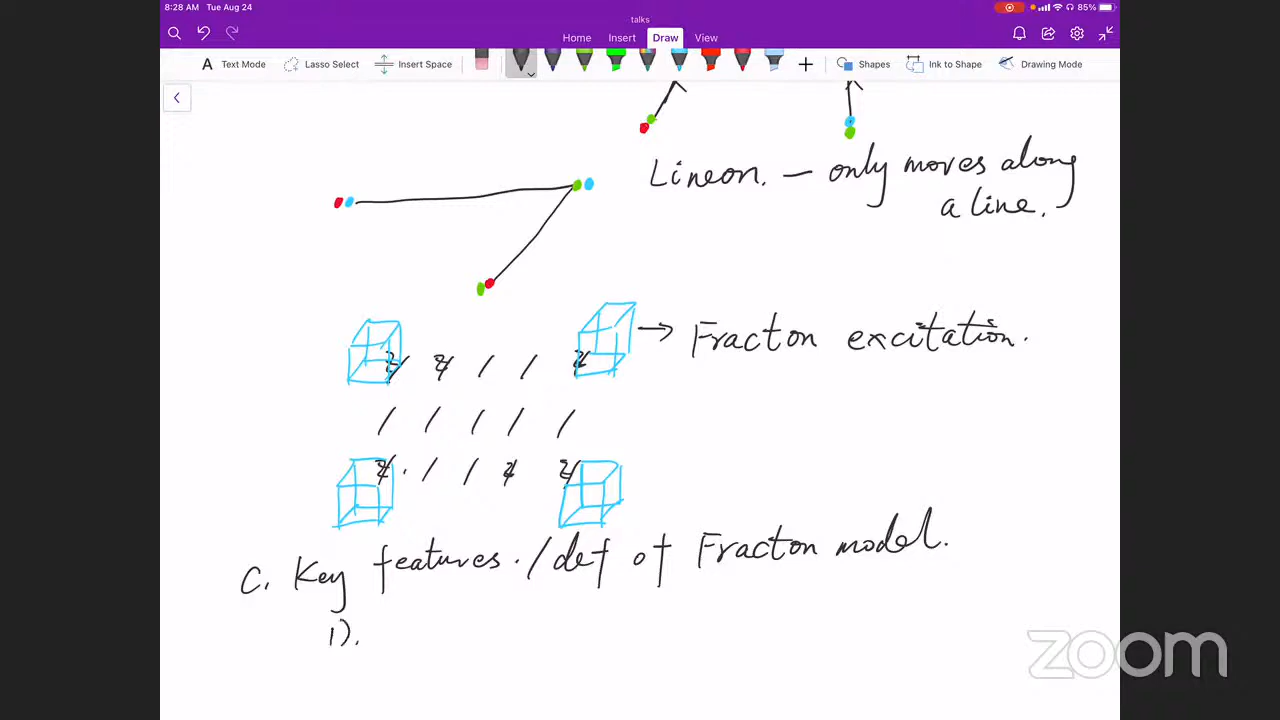 8:28 AM Tue Aug 24
85%
talks
Home Insert Draw View
Text Mode Lasso Select Insert Space Shapes Ink to Shape Drawing Mode
Lineon. — only moves along
a line.
→ Fracton excitation.
C. Key features. / def of Fracton model.
1).
zoom